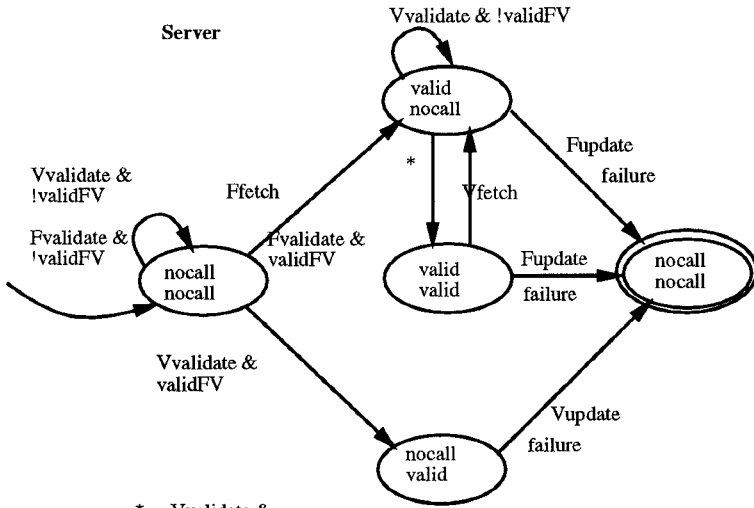 Server
Vvalidate & !validFV
valid
nocall
Vvalidate &
!validFV
Fvalidate &
!validFV
Ffetch
*
Vfetch
Fupdate
failure
Fvalidate &
validFV
nocall
nocall
valid
valid
Fupdate
failure
nocall
nocall
Vvalidate &
validFV
Vupdate
failure
nocall
valid
* Vvalidate &